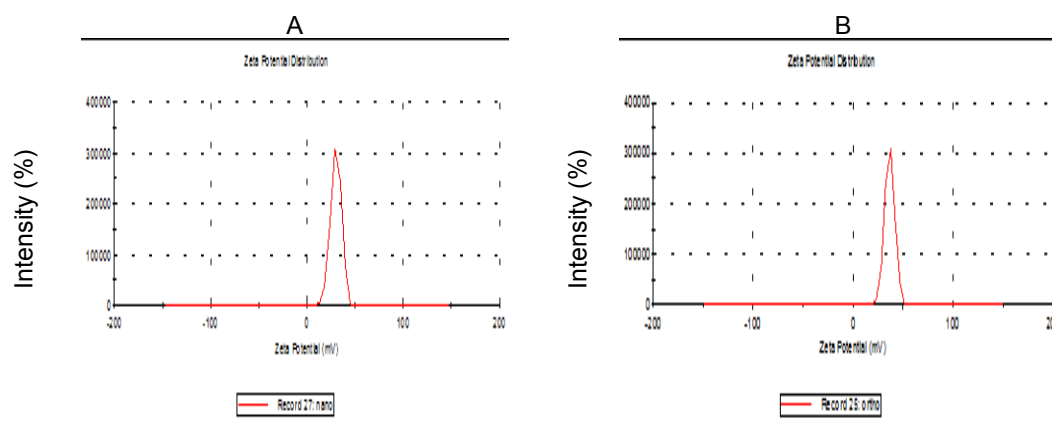 A
Zeta Potential Distribution
Intensity (%)
400000
300000
200000
100000
0
-200
-100
0
100
200
Zeta Potential (mV)
Record 27: nano
B
Zeta Potential Distribution
Intensity (%)
400000
300000
200000
100000
0
-200
-100
0
100
Zeta Potential (mV)
Record 25: ortho